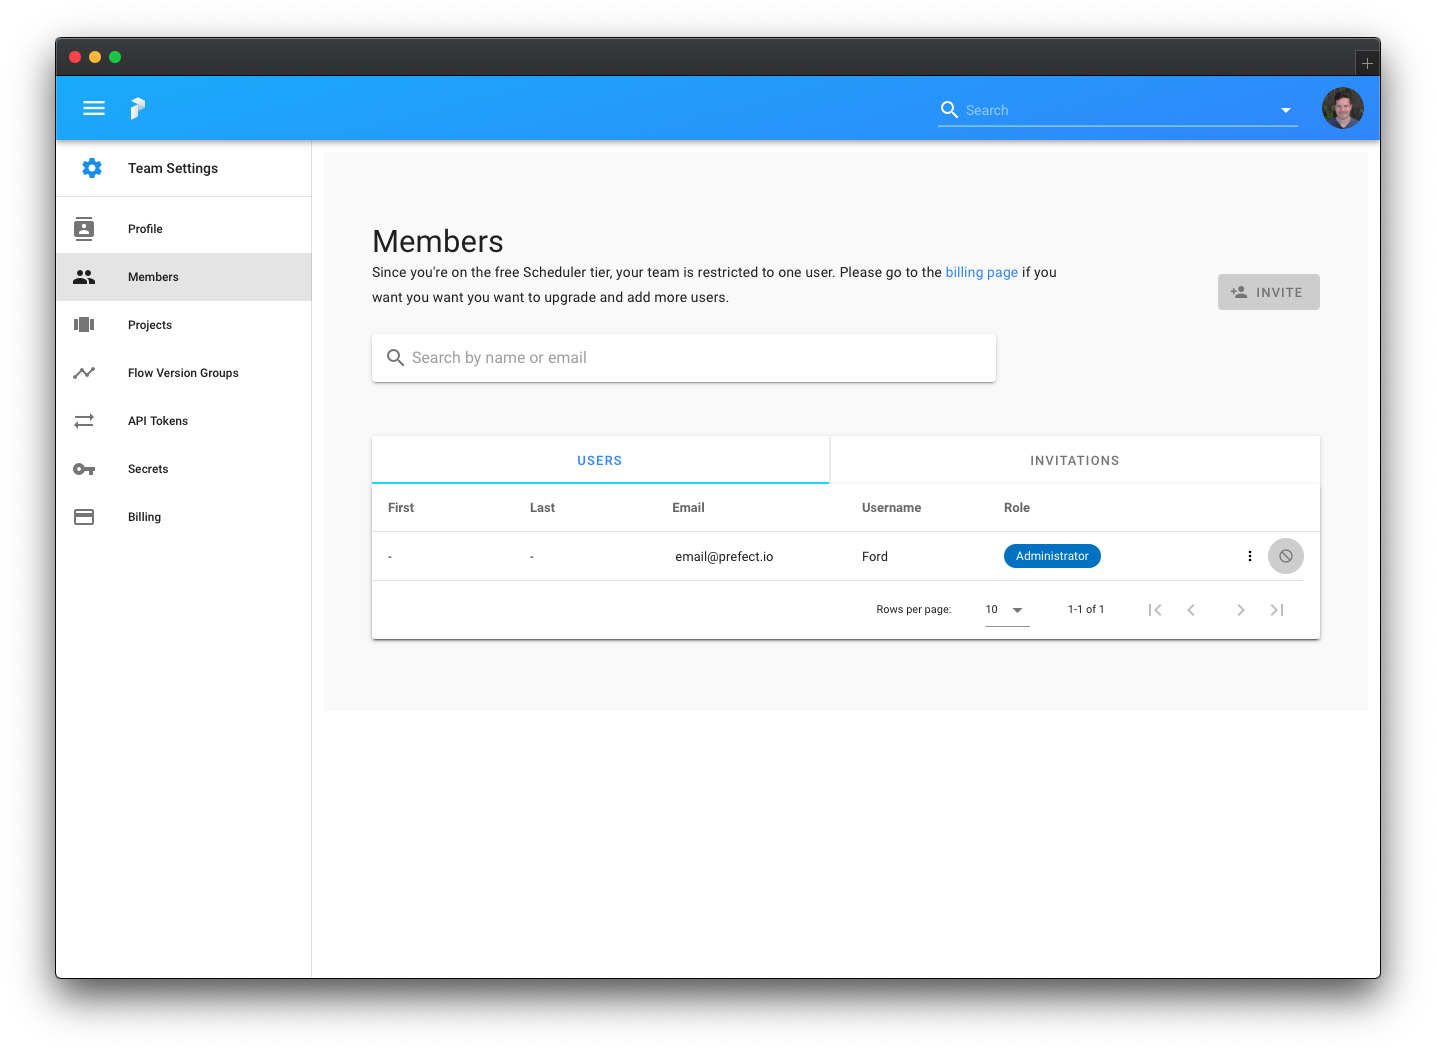 Search
Team Settings
Profile
Members
Projects
Flow Version Groups
API Tokens
Secrets
Billing
Members
Since you're on the free Scheduler tier, your team is restricted to one user. Please go to the billing page if you
want you want you want to upgrade and add more users.
INVITE
Search by name or email
USERS INVITATIONS
First Last Email Username Role
- - email@prefect.io Ford Administrator
Rows per page: 10 1-1 of 1